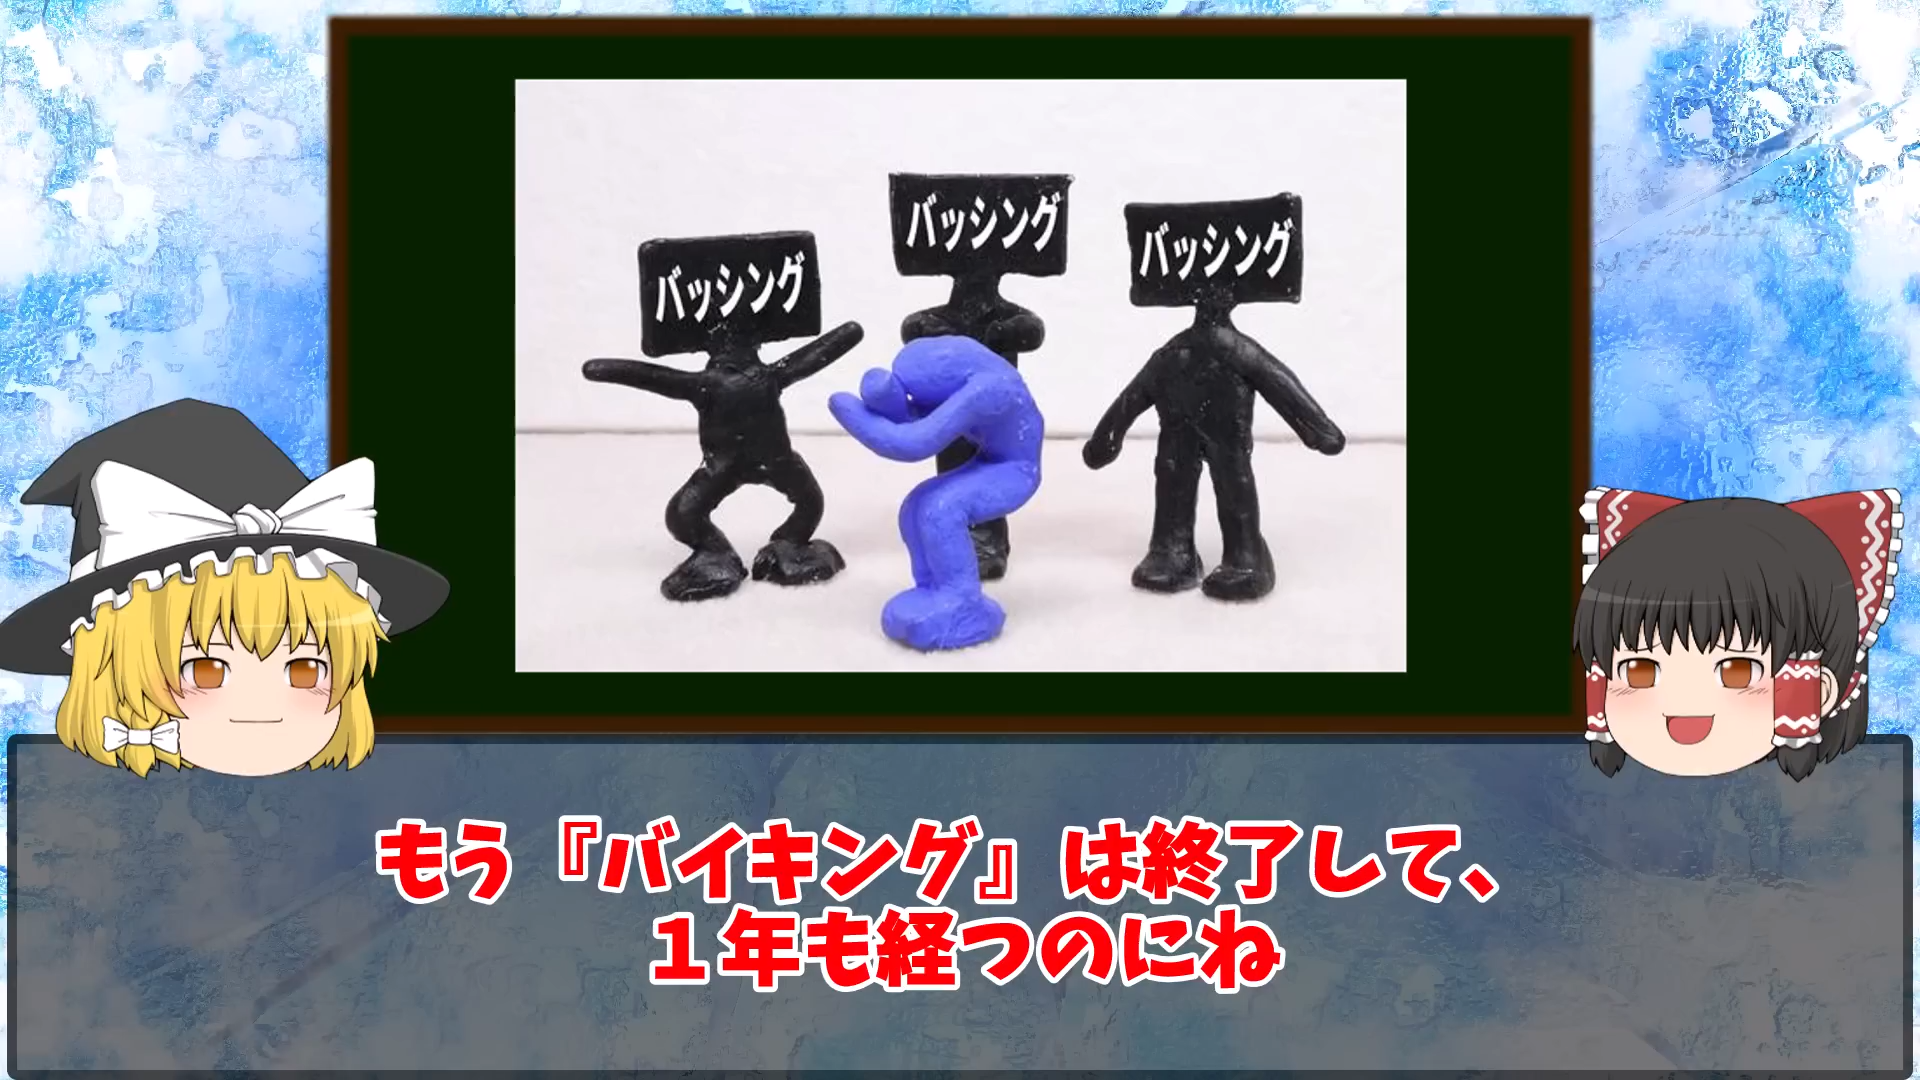 バッシング
バッシング
バッシング
もう『バイキング』は終了して、
１年も経つのにね